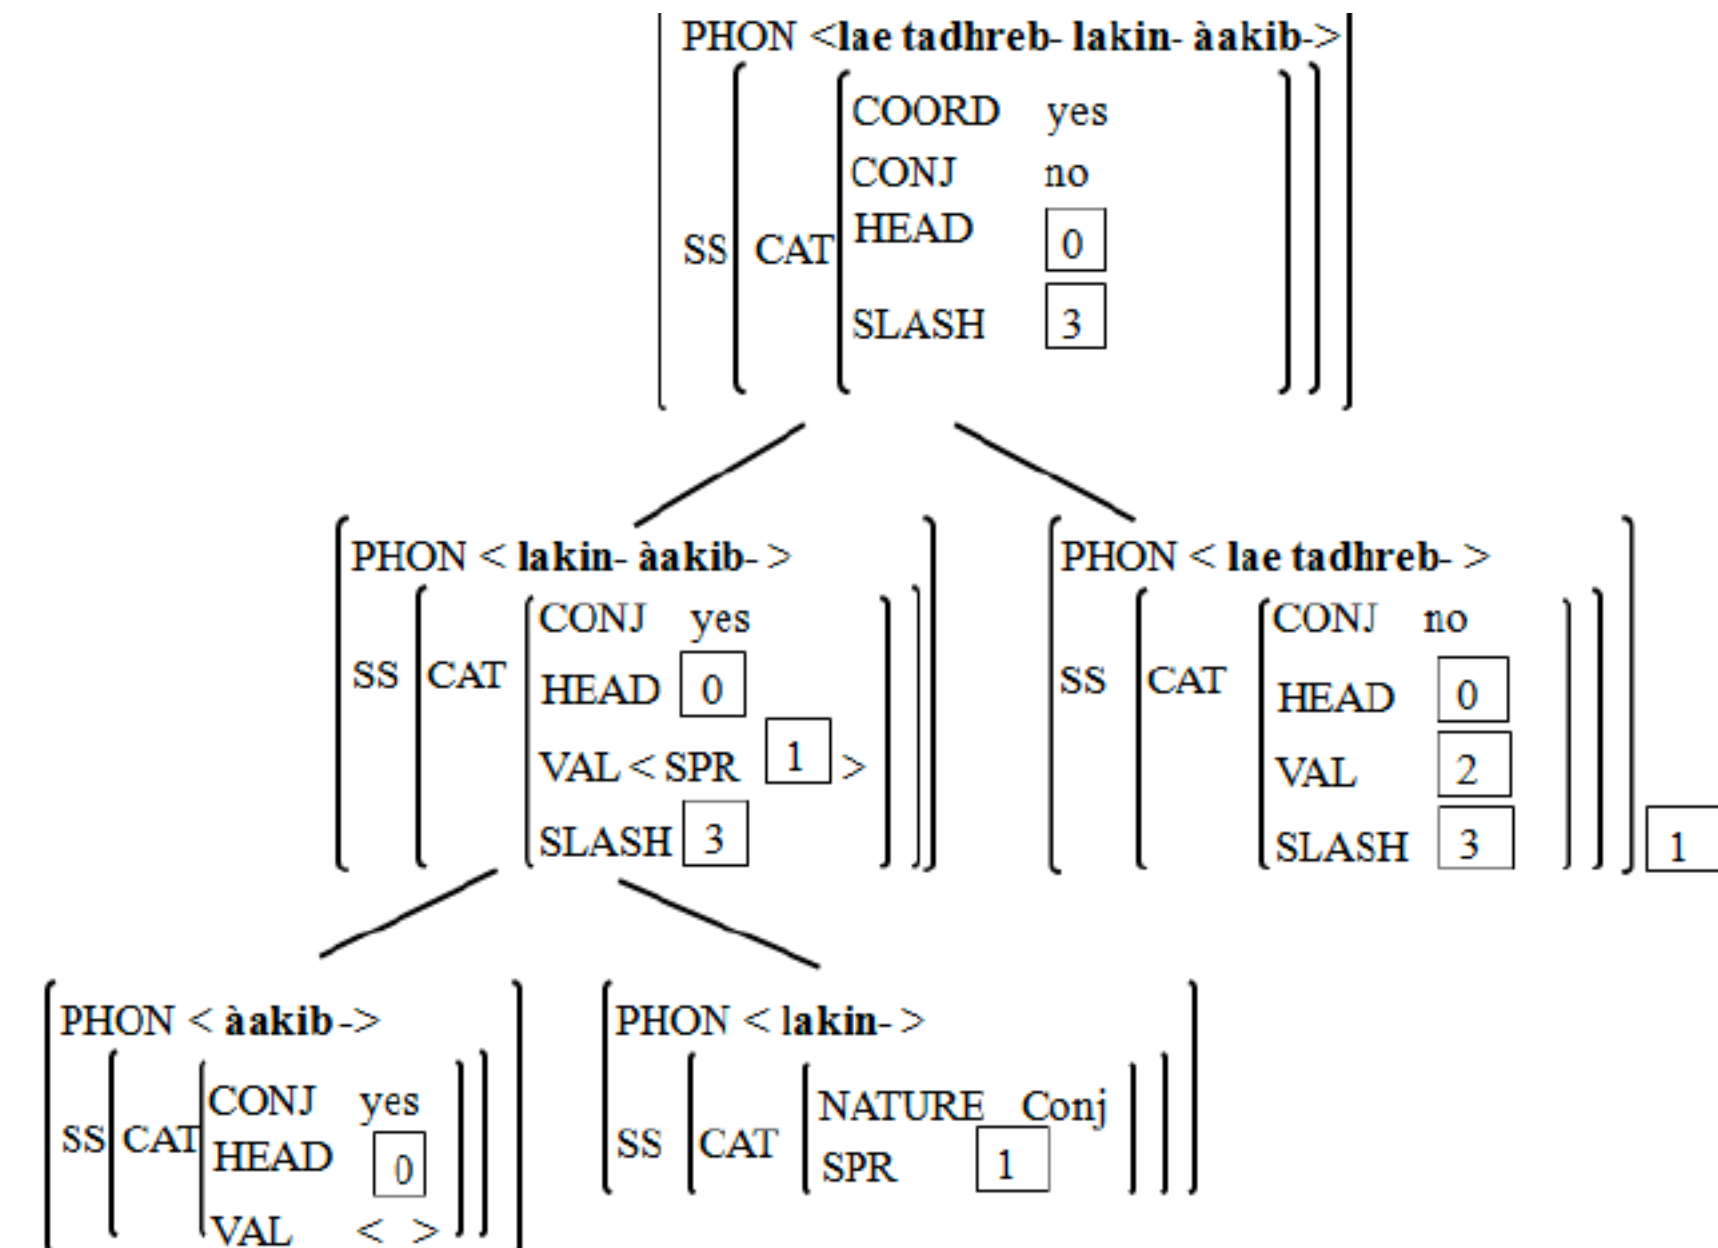 PHON <lae tadhreb- lakin- àakib->
COORD yes
CONJ no
HEAD 0
SS CAT
SLASH 3
PHON < lakin- àakib- >
CONJ yes
SS CAT
HEAD 0
VAL < SPR 1 >
SLASH 3
PHON < lae tadhreb- >
CONJ no
SS CAT
HEAD 0
VAL 2
SLASH 3
1
PHON < àakib ->
CONJ yes
SS CAT
HEAD 0
VAL < >
PHON < lakin- >
NATURE Conj
SS CAT
SPR 1